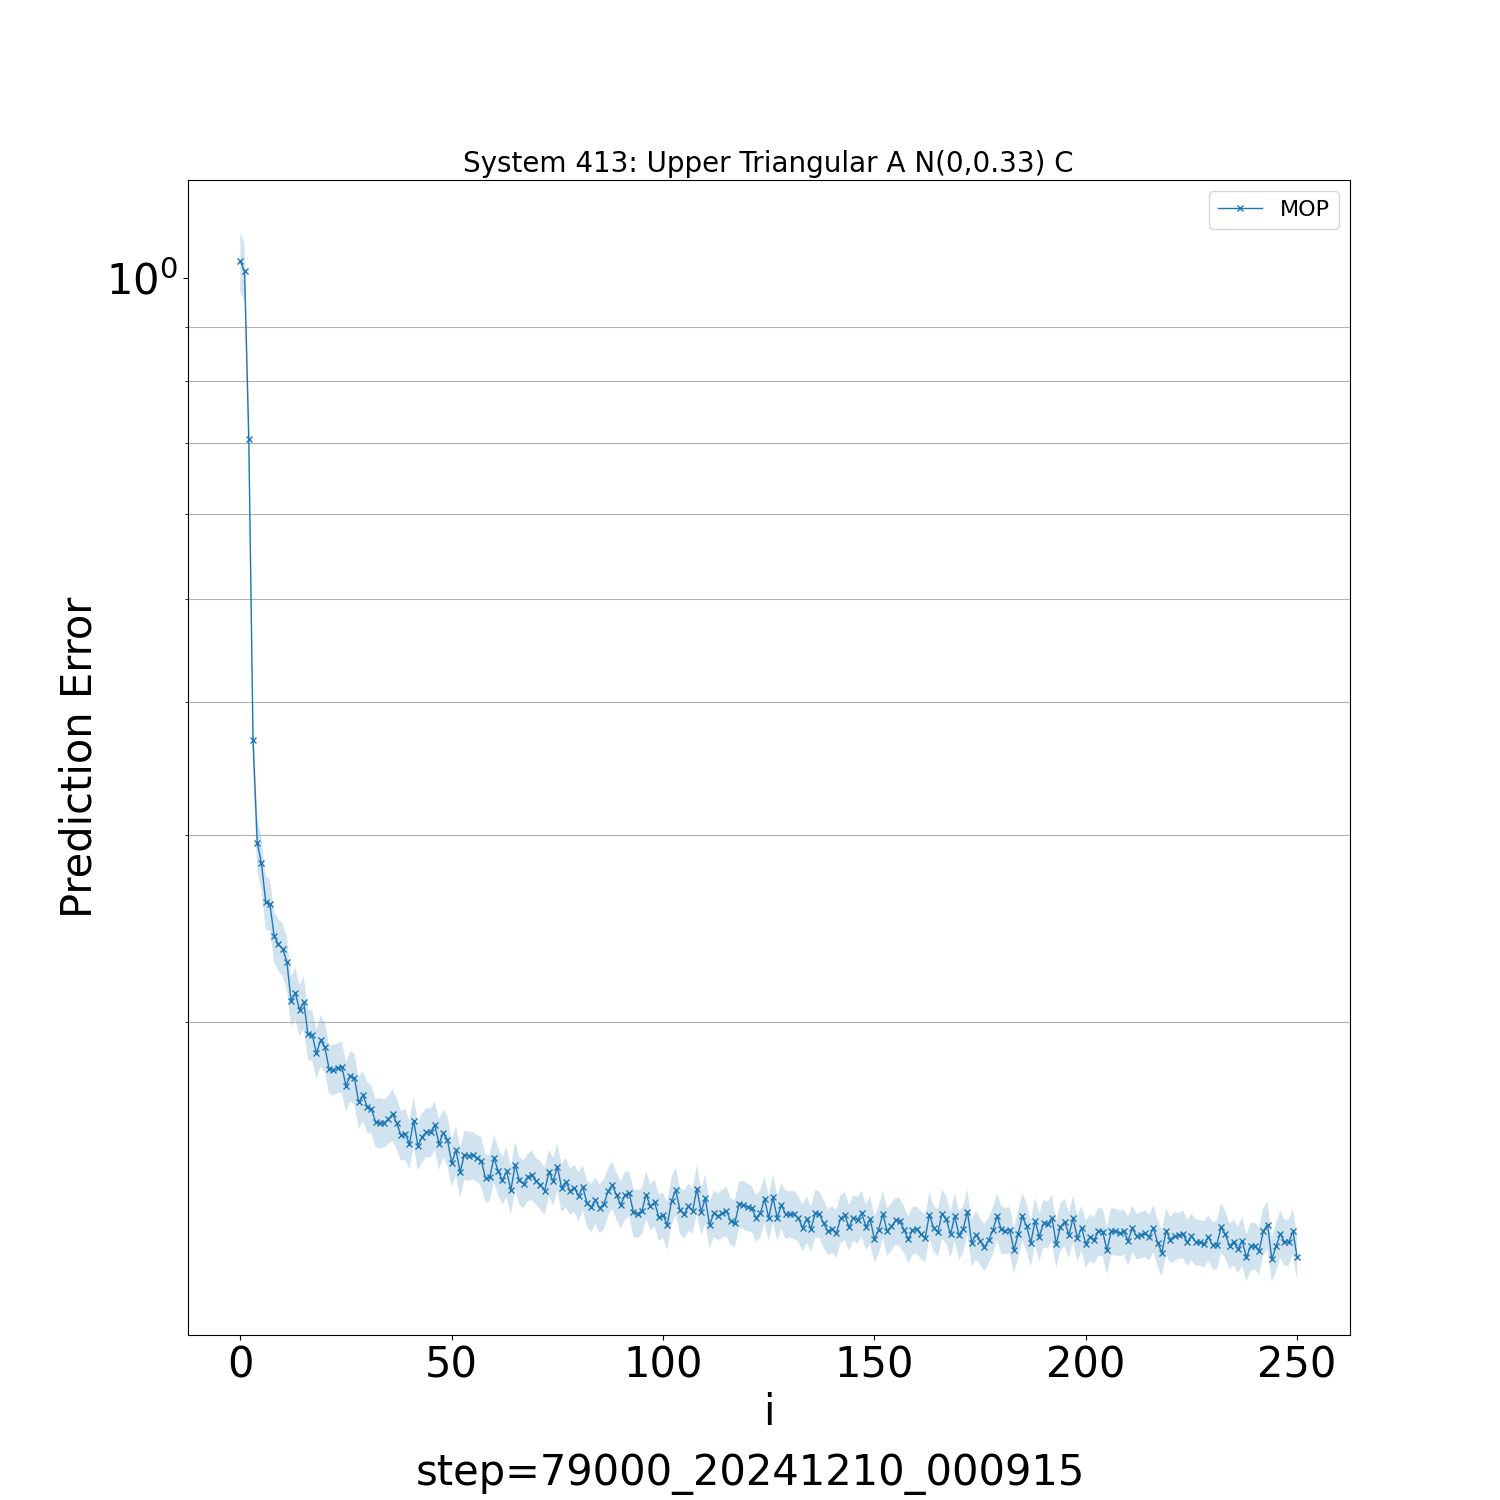 System 413: Upper Triangular A N(0,0.33) C
MOP
10⁰
Prediction Error
0 50 100 150 200 250
i
step=79000_20241210_000915